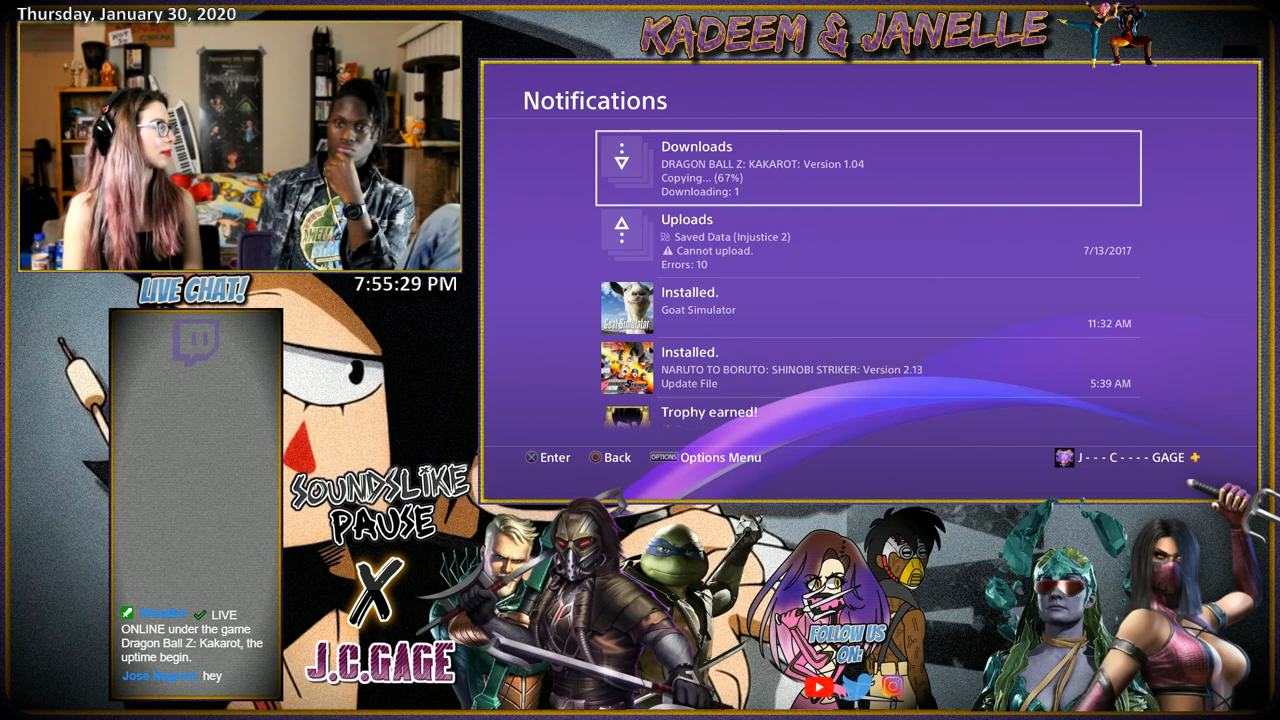 Thursday, January 30, 2020
KADEEM & JANELLE
Notifications
Downloads
DRAGON BALL Z: KAKAROT: Version 1.04
Copying... (67%)
Downloading: 1
Uploads
Saved Data (Injustice 2)
Cannot upload.
7/13/2017
Errors: 10
Installed.
Goat Simulator
11:32 AM
Installed.
NARUTO TO BORUTO: SHINOBI STRIKER: Version 2.13
Update File
5:39 AM
Trophy earned!
Enter
Back
OPTIONS Options Menu
J - - - C - - - - GAGE
7:55:29 PM
LIVE CHAT!
LIVE
ONLINE under the game
Dragon Ball Z: Kakarot, the
uptime begin.
hey
SOUNDSLIKE
PAUSE
X
J.C.GAGE
FOLLOW US
ON: